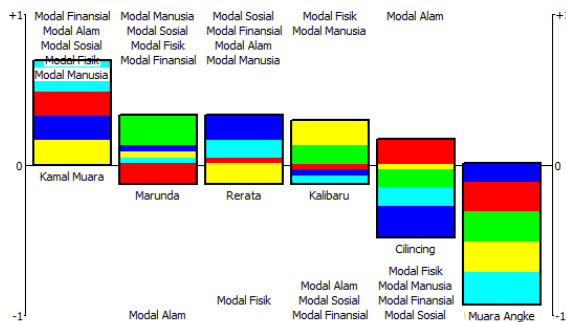 +1
Modal Finansial
Modal Alam
Modal Sosial
Modal Fisik
Modal Manusia
Modal Manusia
Modal Sosial
Modal Fisik
Modal Finansial
Modal Sosial
Modal Finansial
Modal Alam
Modal Manusia
Modal Fisik
Modal Manusia
Modal Alam
+1
0
0
Kamal Muara
Marunda
Rerata
Kalibaru
Cilincing
Muara Angke
Modal Alam
Modal Fisik
Modal Alam
Modal Sosial
Modal Finansial
Modal Fisik
Modal Manusia
Modal Finansial
Modal Sosial
-1
-1